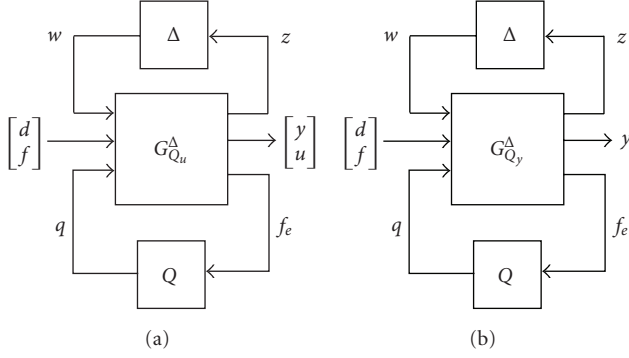 w Δ z
[d f] G^Δ_{Q_u} [y u]
q f_e
Q
(a)
w Δ z
[d f] G^Δ_{Q_y} y
q f_e
Q
(b)